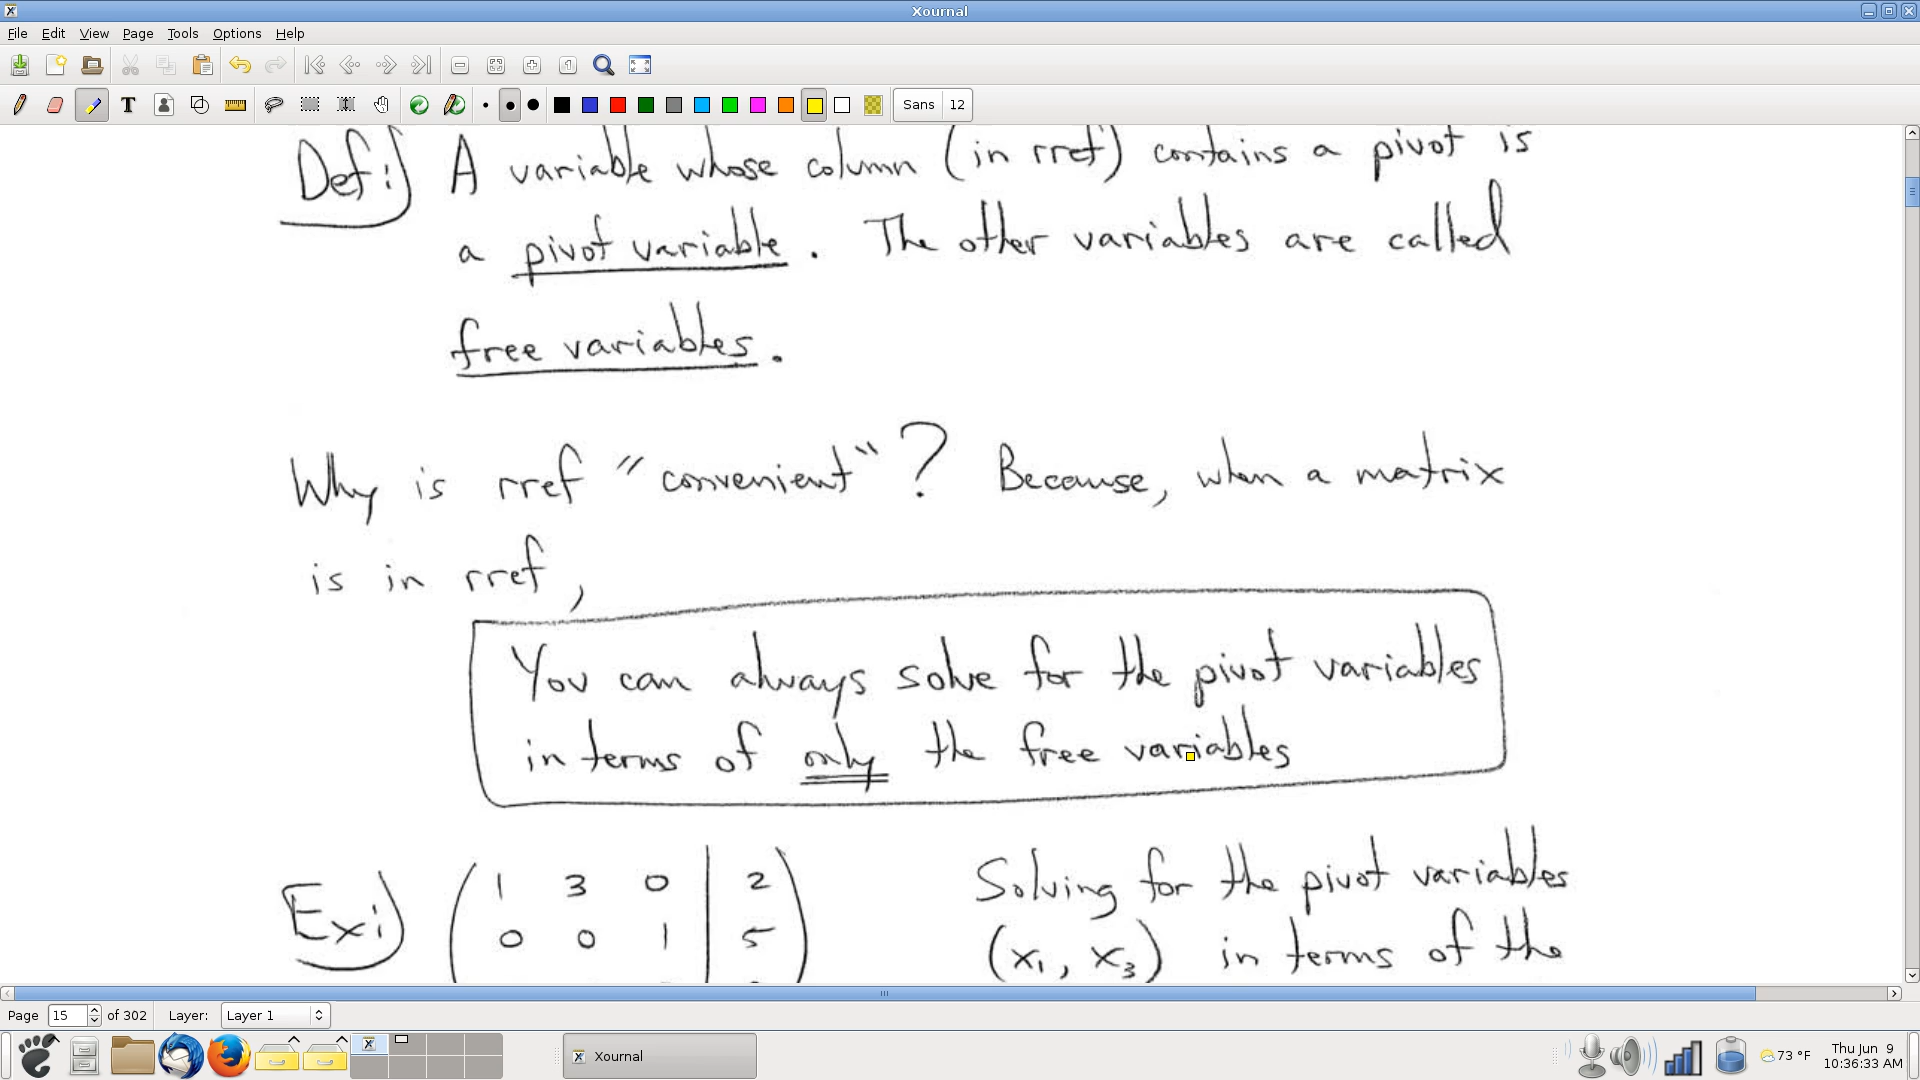 Xournal
File Edit View Page Tools Options Help
Sans 12
Def:) A variable whose column (in rref) contains a pivot is
a pivot variable. The other variables are called
free variables.
Why is rref "convenient"? Because, when a matrix
is in rref,
You can always solve for the pivot variables
in terms of only the free variables
Ex:) 1 3 0 | 2 Solving for the pivot variables
0 0 1 | 5 (x₁, x₃) in terms of the
Page 15 of 302 Layer: Layer 1
Xournal 73 °F Thu Jun 9
10:36:33 AM